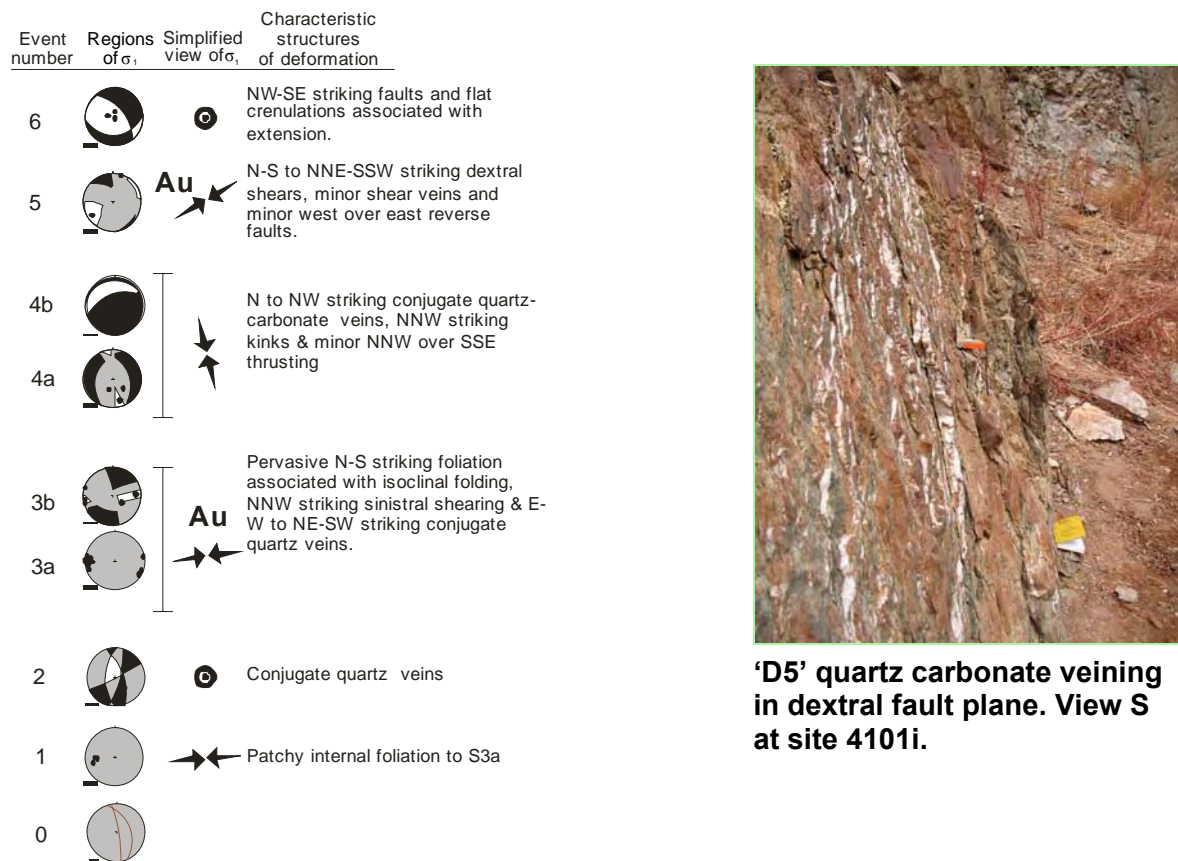 Event number
Regions of σ1
Simplified view of σ1
Characteristic structures of deformation
6
NW-SE striking faults and flat
crenulations associated with
extension.
5
Au
N-S to NNE-SSW striking dextral
shears, minor shear veins and
minor west over east reverse
faults.
4b
4a
N to NW striking conjugate quartz-
carbonate veins, NNW striking
kinks & minor NNW over SSE
thrusting
3b
3a
Au
Pervasive N-S striking foliation
associated with isoclinal folding,
NNW striking sinistral shearing & E-
W to NE-SW striking conjugate
quartz veins.
2
Conjugate quartz veins
1
Patchy internal foliation to S3a
0
‘D5’ quartz carbonate veining
in dextral fault plane. View S
at site 4101i.